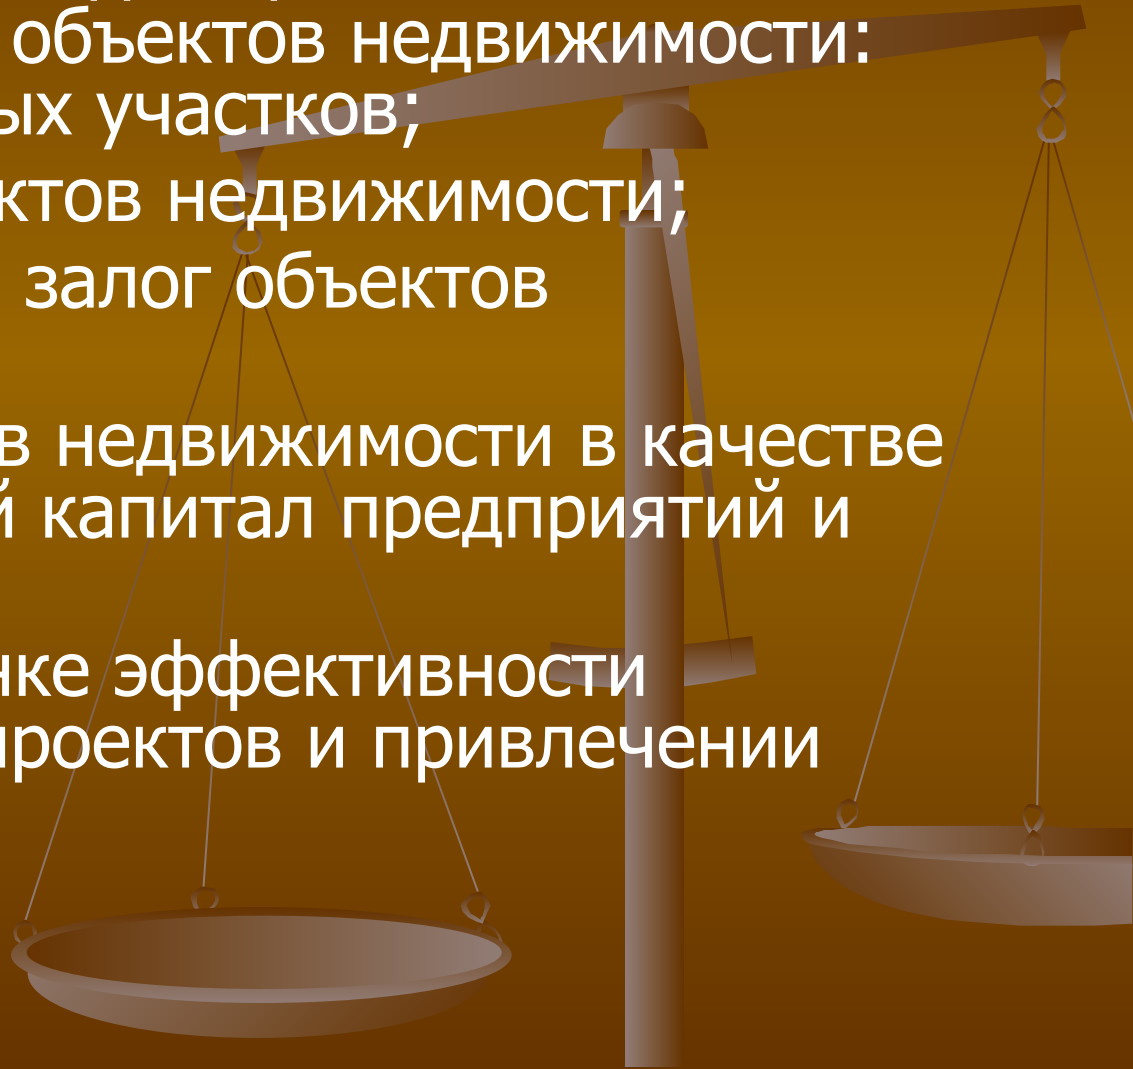 объектов недвижимости:
ых участков;
ктов недвижимости;
залог объектов
в недвижимости в качестве
й капитал предприятий и
нке эффективности
проектов и привлечении